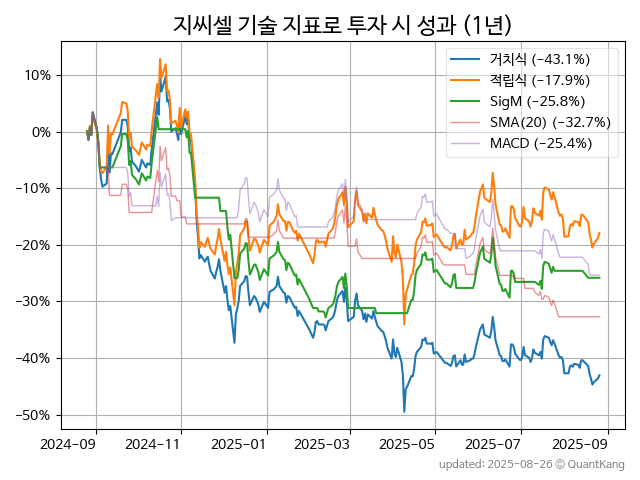 지씨셀 기술 지표로 투자 시 성과 (1년)
거치식 (−43.1%)
적립식 (−17.9%)
SigM (−25.8%)
SMA(20) (−32.7%)
MACD (−25.4%)
10%
0%
−10%
−20%
−30%
−40%
−50%
2024−09 2024−11 2025−01 2025−03 2025−05 2025−07 2025−09
updated: 2025−08−26 © QuantKang